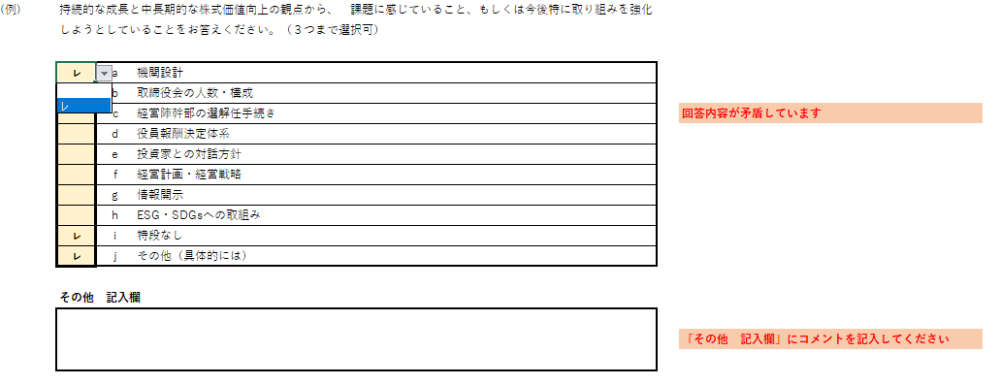 （例） 持続的な成長と中長期的な株式価値向上の観点から、 課題に感じていること、もしくは今後特に取り組みを強化
しようとしていることをお答えください。（３つまで選択可）
レ a 機関設計
b 取締役会の人数・構成
レ
c 経営陣幹部の選解任手続き
回答内容が矛盾しています
d 役員報酬決定体系
e 投資家との対話方針
f 経営計画・経営戦略
g 情報開示
h ESG・SDGsへの取組み
レ i 特段なし
レ j その他（具体的には）
その他 記入欄
「その他 記入欄」にコメントを記入してください